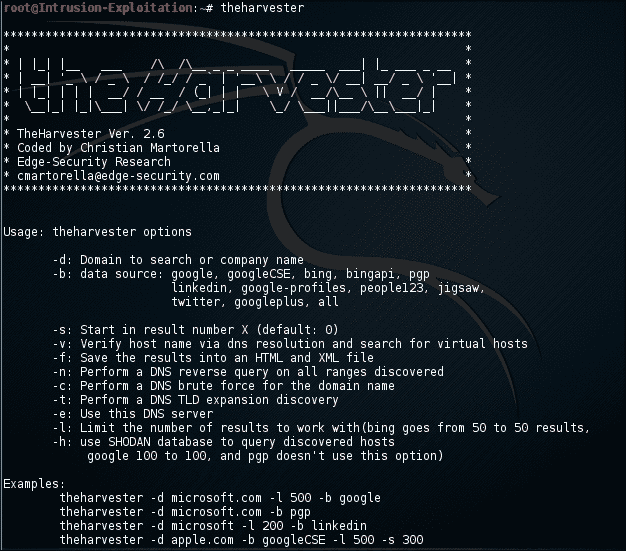 root@Intrusion-Exploitation:~# theharvester
*******************************************************************
* *
* theHarvester *
* TheHarvester Ver. 2.6 *
* Coded by Christian Martorella *
* Edge-Security Research *
* cmartorella@edge-security.com *
*******************************************************************
Usage: theharvester options
-d: Domain to search or company name
-b: data source: google, googleCSE, bing, bingapi, pgp
linkedin, google-profiles, people123, jigsaw,
twitter, googleplus, all
-s: Start in result number X (default: 0)
-v: Verify host name via dns resolution and search for virtual hosts
-f: Save the results into an HTML and XML file
-n: Perform a DNS reverse query on all ranges discovered
-c: Perform a DNS brute force for the domain name
-t: Perform a DNS TLD expansion discovery
-e: Use this DNS server
-l: Limit the number of results to work with(bing goes from 50 to 50 results,
-h: use SHODAN database to query discovered hosts
google 100 to 100, and pgp doesn't use this option)
Examples:
theharvester -d microsoft.com -l 500 -b google
theharvester -d microsoft.com -b pgp
theharvester -d microsoft -l 200 -b linkedin
theharvester -d apple.com -b googleCSE -l 500 -s 300